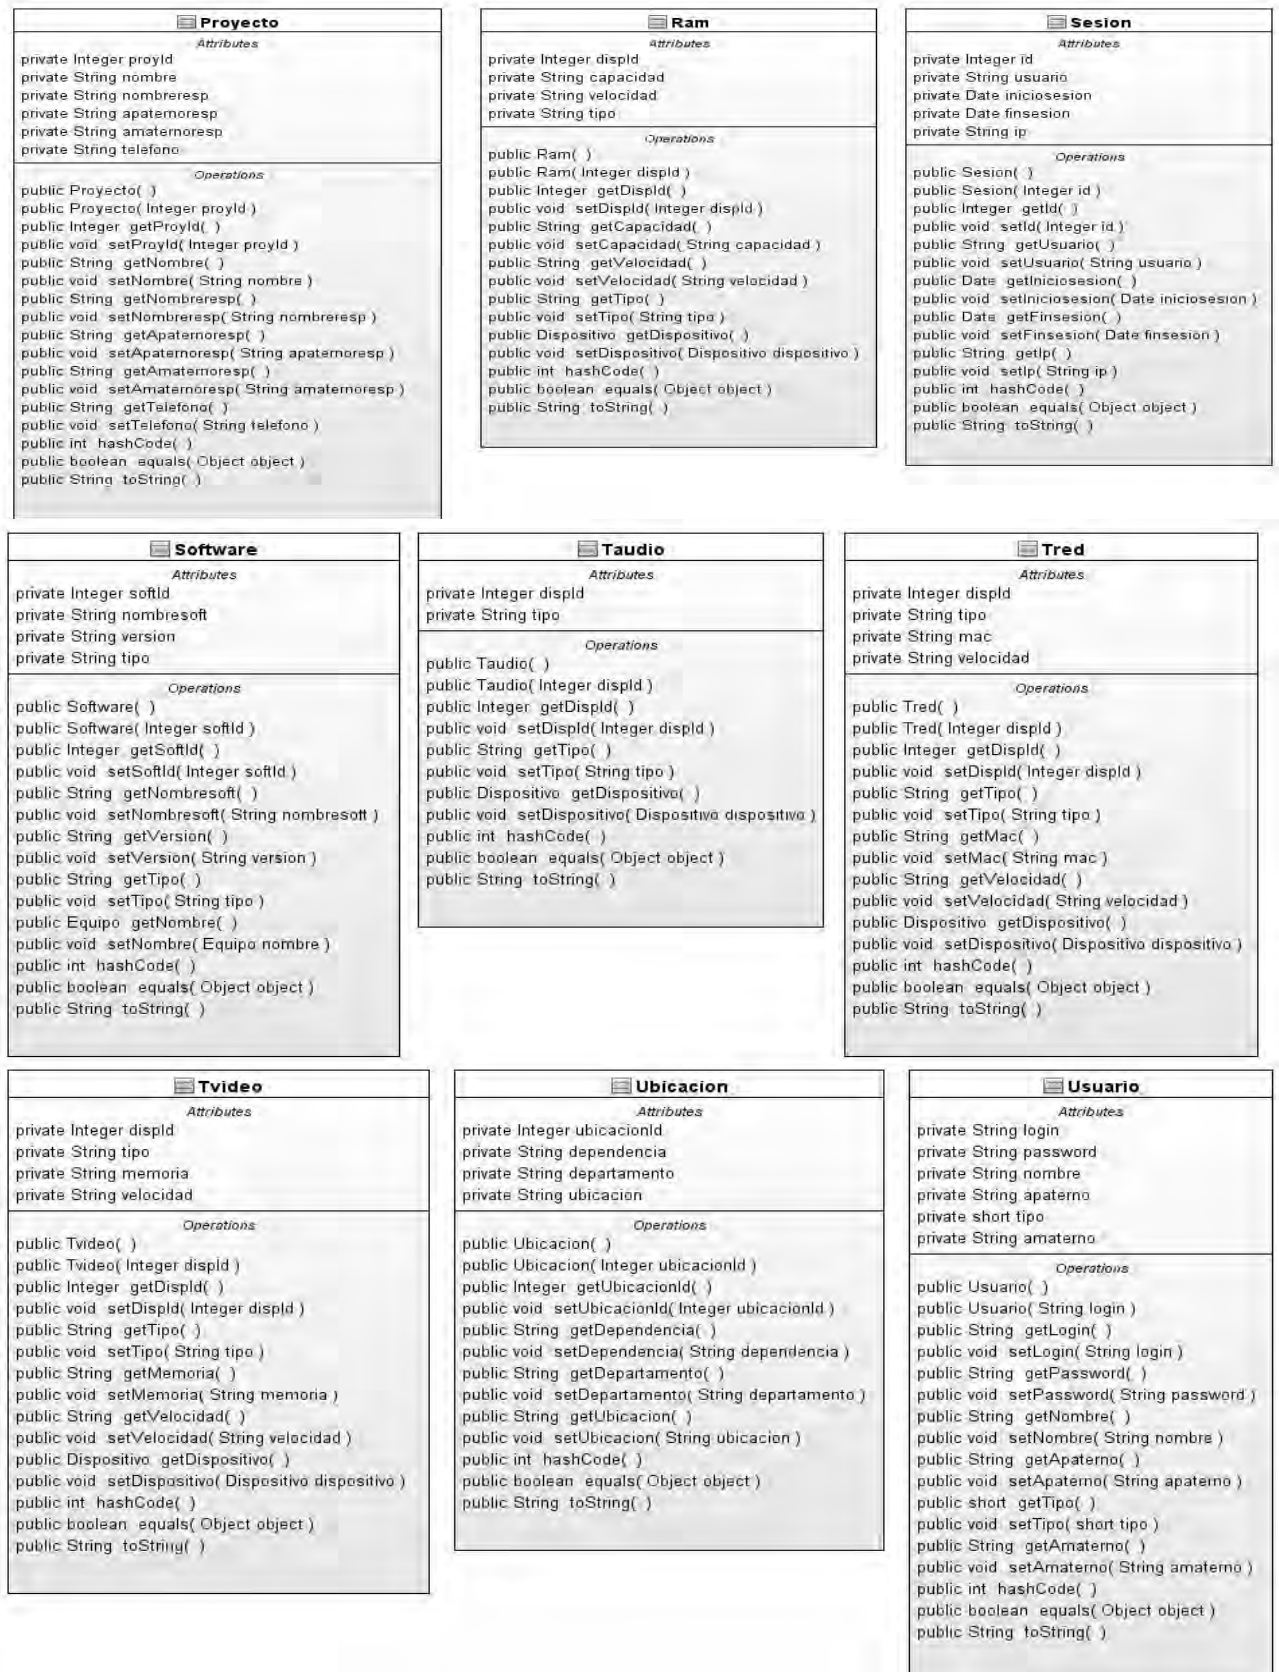 Proyecto
Attributes
private Integer proyId
private String nombre
private String nombreresp
private String apaternoresp
private String amaternoresp
private String telefono
Operations
public Proyecto( )
public Proyecto( Integer proyId )
public Integer getProyId( )
public void setProyId( Integer proyId )
public String getNombre( )
public void setNombre( String nombre )
public String getNombreresp( )
public void setNombreresp( String nombreresp )
public String getApaternoresp( )
public void setApaternoresp( String apaternoresp )
public String getAmaternoresp( )
public void setAmaternoresp( String amaternoresp )
public String getTelefono( )
public void setTelefono( String telefono )
public int hashCode( )
public boolean equals( Object object )
public String toString( )
Ram
Attributes
private Integer dispId
private String capacidad
private String velocidad
private String tipo
Operations
public Ram( )
public Ram( Integer dispId )
public Integer getDispId( )
public void setDispId( Integer dispId )
public String getCapacidad( )
public void setCapacidad( String capacidad )
public String getVelocidad( )
public void setVelocidad( String velocidad )
public String getTipo( )
public void setTipo( String tipo )
public Dispositivo getDispositivo( )
public void setDispositivo( Dispositivo dispositivo )
public int hashCode( )
public boolean equals( Object object )
public String toString( )
Sesion
Attributes
private Integer id
private String usuario
private Date iniciosesion
private Date finsesion
private String ip
Operations
public Sesion( )
public Sesion( Integer id )
public Integer getId( )
public void setId( Integer id )
public String getUsuario( )
public void setUsuario( String usuario )
public Date getIniciosesion( )
public void setIniciosesion( Date iniciosesion )
public Date getFinsesion( )
public void setFinsesion( Date finsesion )
public String getIp( )
public void setIp( String ip )
public int hashCode( )
public boolean equals( Object object )
public String toString( )
Software
Attributes
private Integer softId
private String nombresoft
private String version
private String tipo
Operations
public Software( )
public Software( Integer softId )
public Integer getSoftId( )
public void setSoftId( Integer softId )
public String getNombresoft( )
public void setNombresoft( String nombresoft )
public String getVersion( )
public void setVersion( String version )
public String getTipo( )
public void setTipo( String tipo )
public Equipo getNombre( )
public void setNombre( Equipo nombre )
public int hashCode( )
public boolean equals( Object object )
public String toString( )
Taudio
Attributes
private Integer dispId
private String tipo
Operations
public Taudio( )
public Taudio( Integer dispId )
public Integer getDispId( )
public void setDispId( Integer dispId )
public String getTipo( )
public void setTipo( String tipo )
public Dispositivo getDispositivo( )
public void setDispositivo( Dispositivo dispositivo )
public int hashCode( )
public boolean equals( Object object )
public String toString( )
Tred
Attributes
private Integer dispId
private String tipo
private String mac
private String velocidad
Operations
public Tred( )
public Tred( Integer dispId )
public Integer getDispId( )
public void setDispId( Integer dispId )
public String getTipo( )
public void setTipo( String tipo )
public String getMac( )
public void setMac( String mac )
public String getVelocidad( )
public void setVelocidad( String velocidad )
public Dispositivo getDispositivo( )
public void setDispositivo( Dispositivo dispositivo )
public int hashCode( )
public boolean equals( Object object )
public String toString( )
Tvideo
Attributes
private Integer dispId
private String tipo
private String memoria
private String velocidad
Operations
public Tvideo( )
public Tvideo( Integer dispId )
public Integer getDispId( )
public void setDispId( Integer dispId )
public String getTipo( )
public void setTipo( String tipo )
public String getMemoria( )
public void setMemoria( String memoria )
public String getVelocidad( )
public void setVelocidad( String velocidad )
public Dispositivo getDispositivo( )
public void setDispositivo( Dispositivo dispositivo )
public int hashCode( )
public boolean equals( Object object )
public String toString( )
Ubicacion
Attributes
private Integer ubicacionId
private String dependencia
private String departamento
private String ubicacion
Operations
public Ubicacion( )
public Ubicacion( Integer ubicacionId )
public Integer getUbicacionId( )
public void setUbicacionId( Integer ubicacionId )
public String getDependencia( )
public void setDependencia( String dependencia )
public String getDepartamento( )
public void setDepartamento( String departamento )
public String getUbicacion( )
public void setUbicacion( String ubicacion )
public int hashCode( )
public boolean equals( Object object )
public String toString( )
Usuario
Attributes
private String login
private String password
private String nombre
private String apaterno
private short tipo
private String amaterno
Operations
public Usuario( )
public Usuario( String login )
public String getLogin( )
public void setLogin( String login )
public String getPassword( )
public void setPassword( String password )
public String getNombre( )
public void setNombre( String nombre )
public String getApaterno( )
public void setApaterno( String apaterno )
public short getTipo( )
public void setTipo( short tipo )
public String getAmaterno( )
public void setAmaterno( String amaterno )
public int hashCode( )
public boolean equals( Object object )
public String toString( )